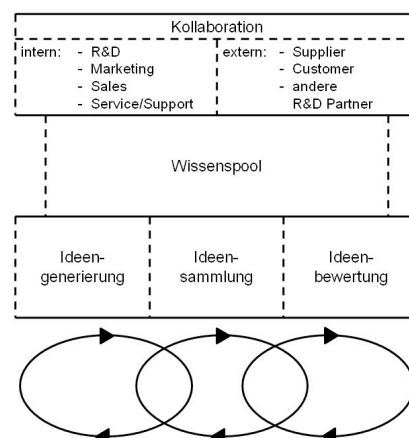 Kollaboration
intern: - R&D
- Marketing
- Sales
- Service/Support
extern: - Supplier
- Customer
- andere
R&D Partner
Wissenspool
Ideen-
generierung
Ideen-
sammlung
Ideen-
bewertung